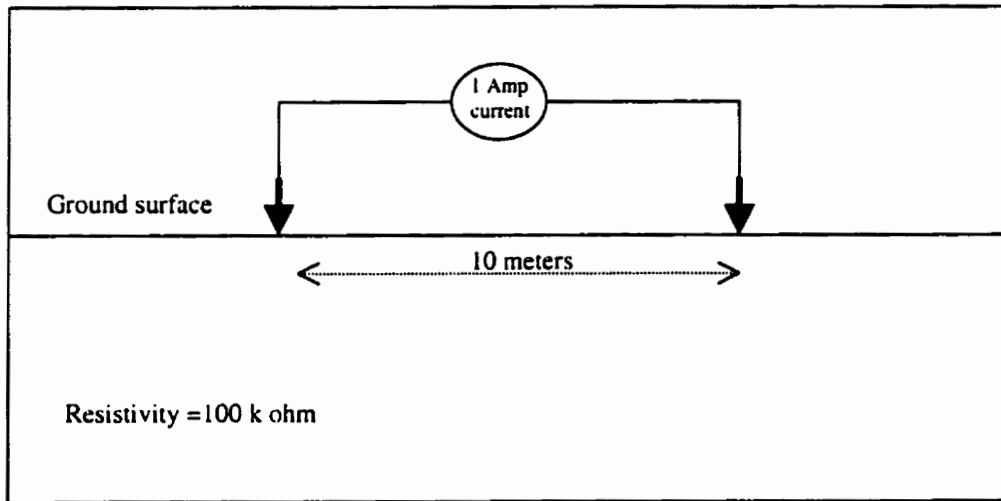 1 Amp
current
Ground surface
10 meters
Resistivity =100 k ohm